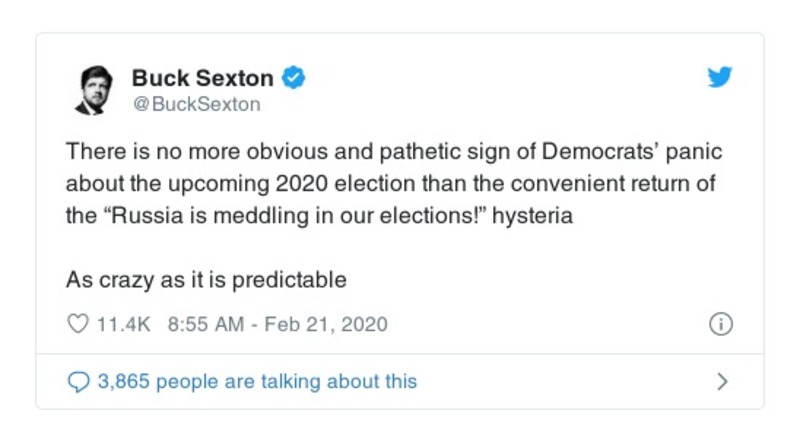 Buck Sexton
@BuckSexton
There is no more obvious and pathetic sign of Democrats’ panic
about the upcoming 2020 election than the convenient return of
the “Russia is meddling in our elections!” hysteria
As crazy as it is predictable
11.4K 8:55 AM - Feb 21, 2020
3,865 people are talking about this